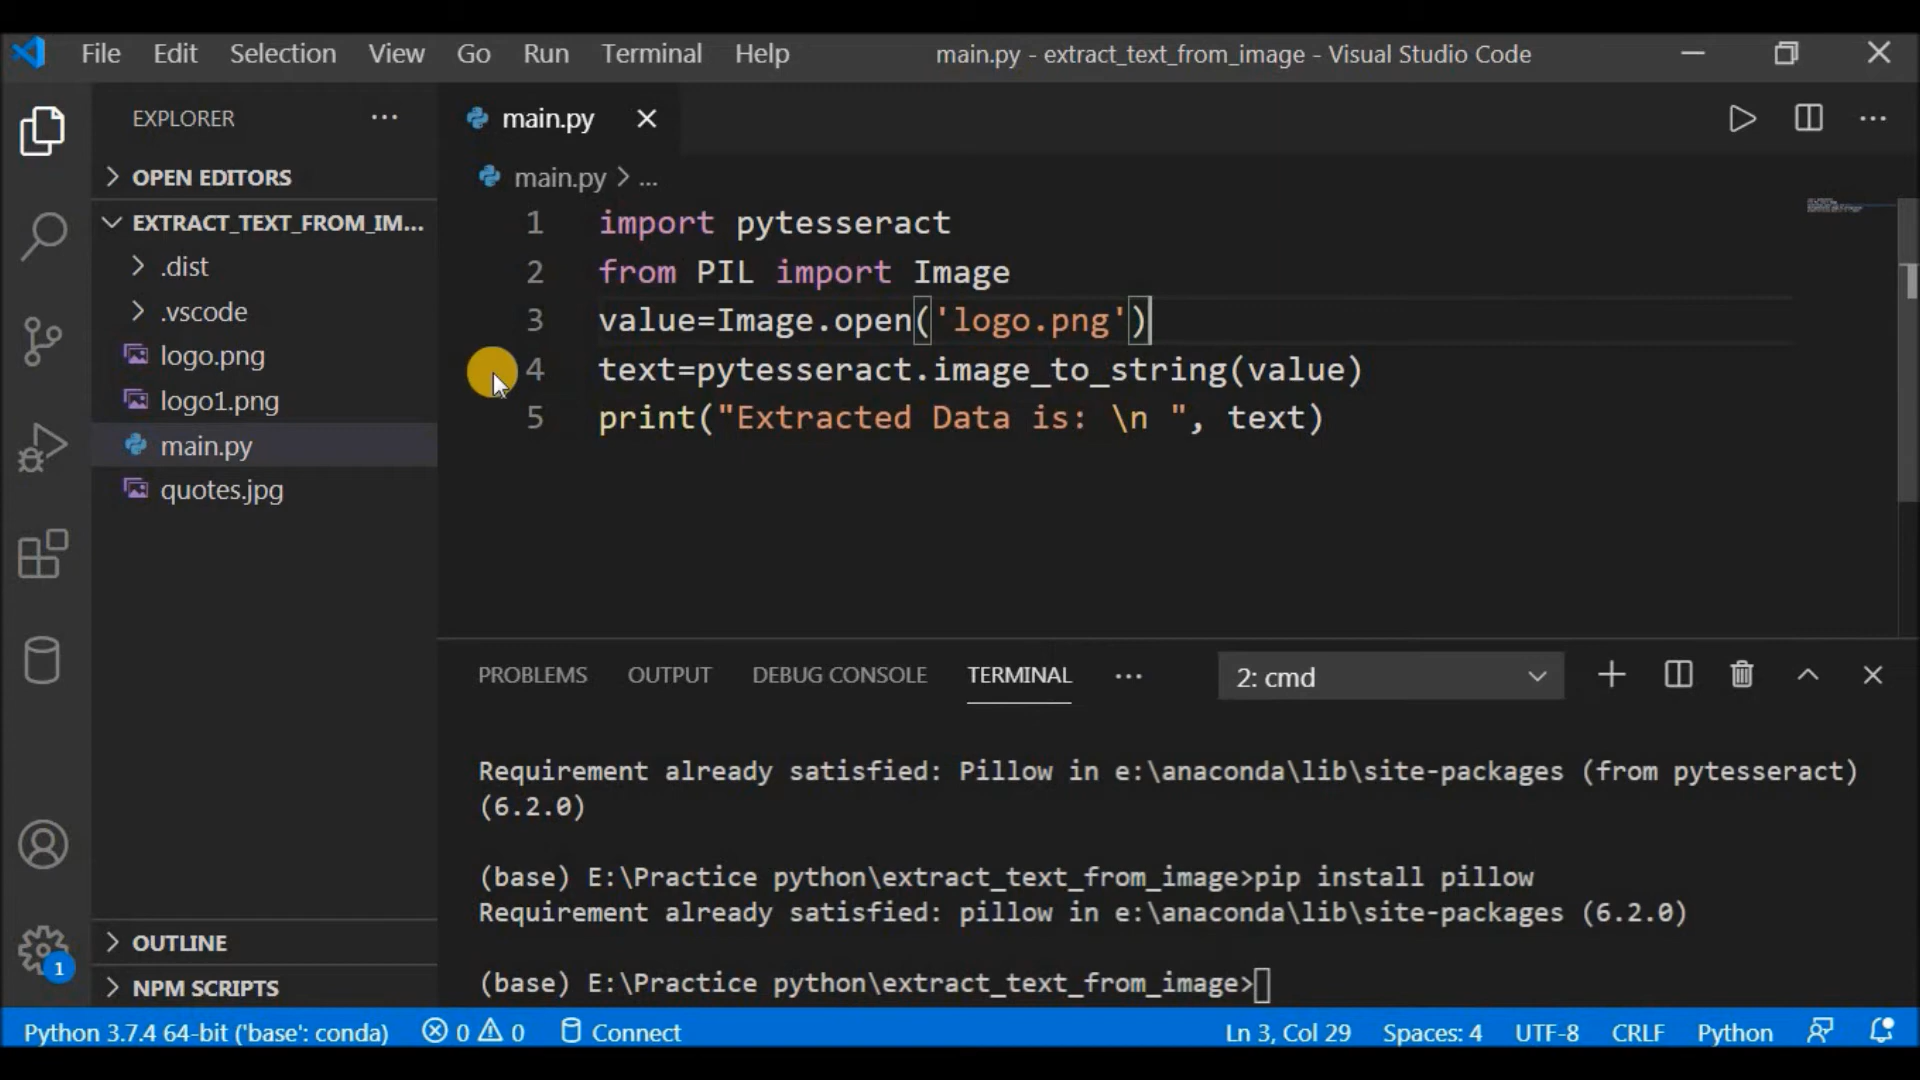 File Edit Selection View Go Run Terminal Help main.py - extract_text_from_image - Visual Studio Code
EXPLORER
OPEN EDITORS
EXTRACT_TEXT_FROM_IM...
.dist
.vscode
logo.png
logo1.png
main.py
quotes.jpg
OUTLINE
NPM SCRIPTS
main.py
main.py > ...
1 import pytesseract
2 from PIL import Image
3 value=Image.open('logo.png')
4 text=pytesseract.image_to_string(value)
5 print("Extracted Data is: \n ", text)
PROBLEMS OUTPUT DEBUG CONSOLE TERMINAL ... 2: cmd
Requirement already satisfied: Pillow in e:\anaconda\lib\site-packages (from pytesseract)
(6.2.0)
(base) E:\Practice python\extract_text_from_image>pip install pillow
Requirement already satisfied: pillow in e:\anaconda\lib\site-packages (6.2.0)
(base) E:\Practice python\extract_text_from_image>
1
Python 3.7.4 64-bit ('base': conda) 0 0 Connect Ln 3, Col 29 Spaces: 4 UTF-8 CRLF Python